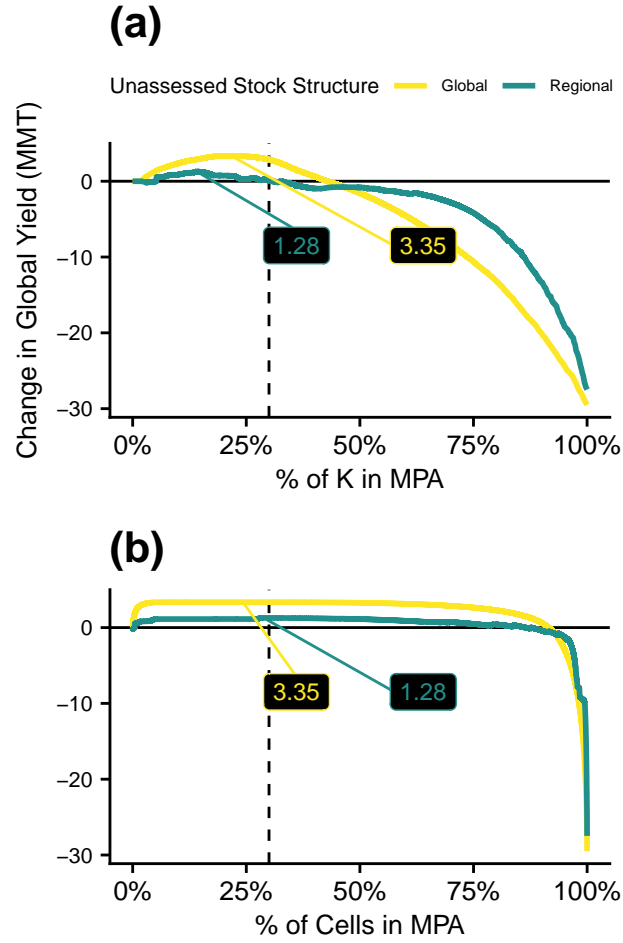 (a)
Unassessed Stock Structure Global Regional
Change in Global Yield (MMT)
0
−10
−20
−30
1.28
3.35
0% 25% 50% 75% 100%
% of K in MPA
(b)
0
−10
−20
−30
3.35
1.28
0% 25% 50% 75% 100%
% of Cells in MPA